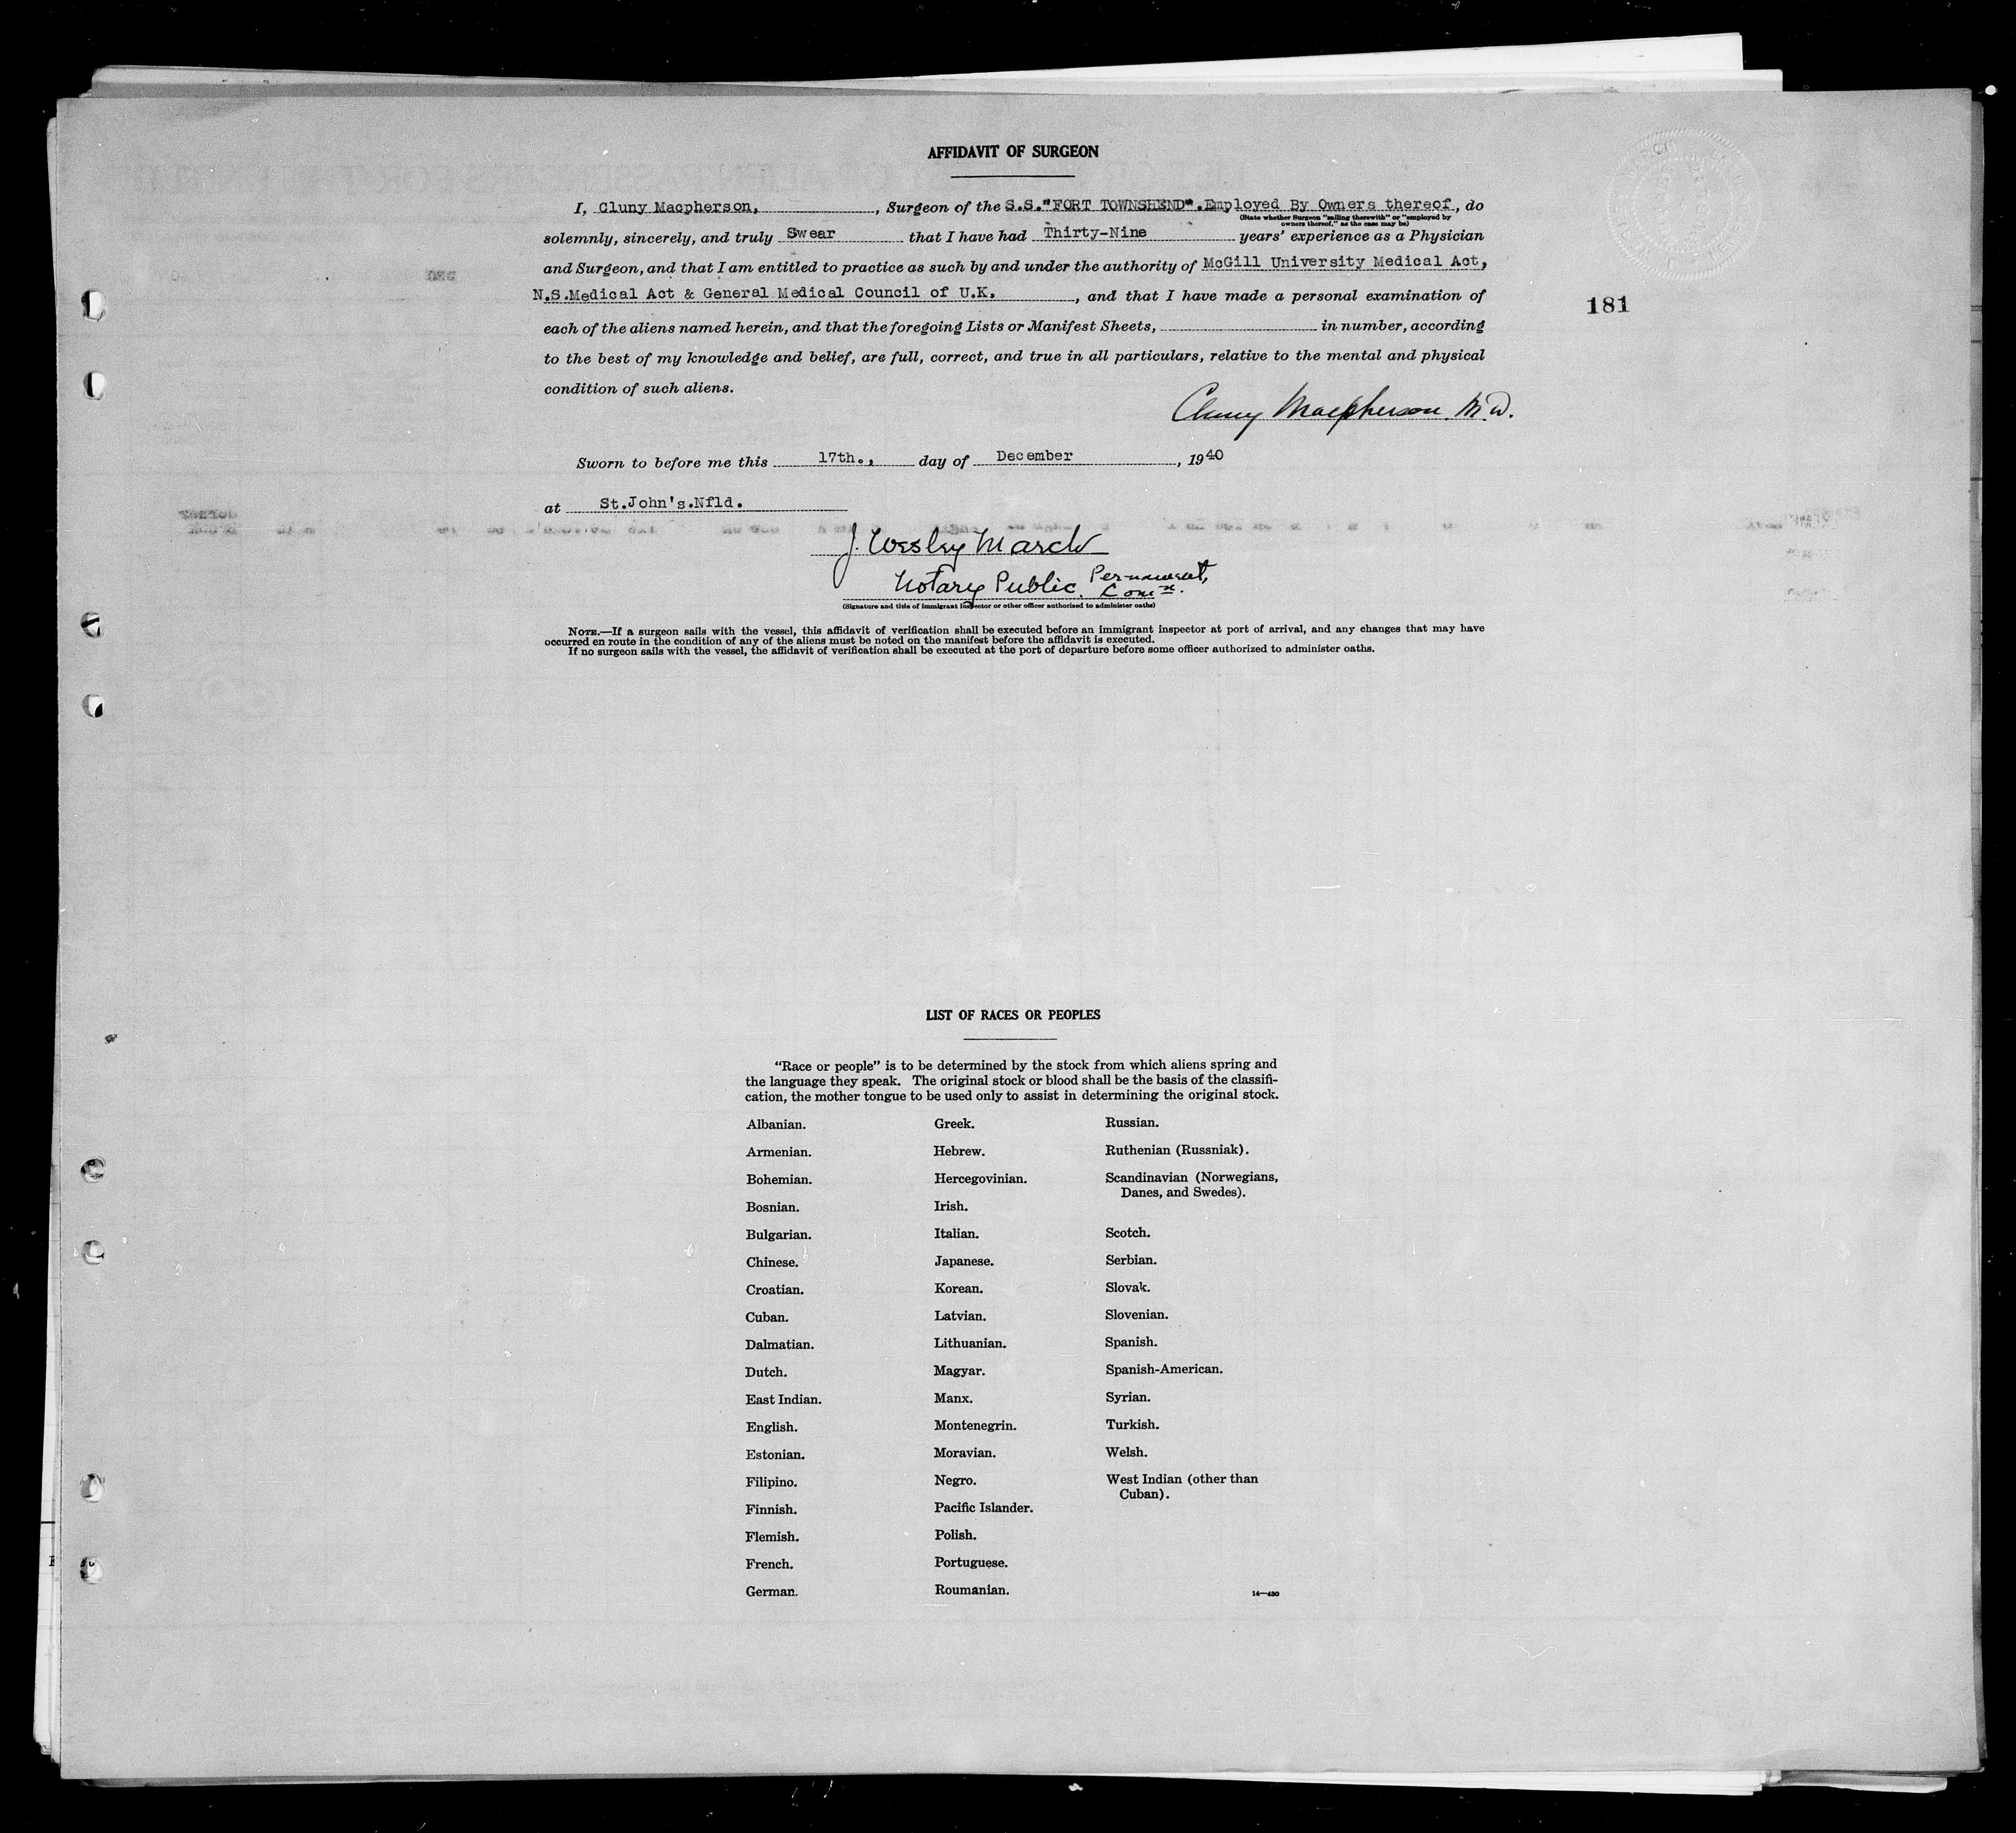 AFFIDAVIT OF SURGEON
I, Cluny Macpherson, , Surgeon of the S.S."FORT TOWNSHEND".Employed By Owners thereof, do
(State whether Surgeon "sailing therewith" or "employed by
owners thereof," as the case may be)
solemnly, sincerely, and truly Swear that I have had Thirty-Nine years' experience as a Physician
and Surgeon, and that I am entitled to practice as such by and under the authority of McGill University Medical Act,
N.S.Medical Act & General Medical Council of U.K. , and that I have made a personal examination of
181
each of the aliens named herein, and that the foregoing Lists or Manifest Sheets, in number, according
to the best of my knowledge and belief, are full, correct, and true in all particulars, relative to the mental and physical
condition of such aliens.
Cluny Macpherson. M.D.
Sworn to before me this 17th., day of December , 1940
at St.John's.Nfld.
J. Wesley March
Notary Public. Permanent,
Comn.
(Signature and title of immigrant inspector or other officer authorized to administer oaths)
NOTE.—If a surgeon sails with the vessel, this affidavit of verification shall be executed before an immigrant inspector at port of arrival, and any changes that may have
occurred en route in the condition of any of the aliens must be noted on the manifest before the affidavit is executed.
If no surgeon sails with the vessel, the affidavit of verification shall be executed at the port of departure before some officer authorized to administer oaths.
LIST OF RACES OR PEOPLES
"Race or people" is to be determined by the stock from which aliens spring and
the language they speak. The original stock or blood shall be the basis of the classifi-
cation, the mother tongue to be used only to assist in determining the original stock.
Albanian.
Armenian.
Bohemian.
Bosnian.
Bulgarian.
Chinese.
Croatian.
Cuban.
Dalmatian.
Dutch.
East Indian.
English.
Estonian.
Filipino.
Finnish.
Flemish.
French.
German.
Greek.
Hebrew.
Hercegovinian.
Irish.
Italian.
Japanese.
Korean.
Latvian.
Lithuanian.
Magyar.
Manx.
Montenegrin.
Moravian.
Negro.
Pacific Islander.
Polish.
Portuguese.
Roumanian.
Russian.
Ruthenian (Russniak).
Scandinavian (Norwegians,
Danes, and Swedes).
Scotch.
Serbian.
Slovak.
Slovenian.
Spanish.
Spanish-American.
Syrian.
Turkish.
Welsh.
West Indian (other than
Cuban).
14—430